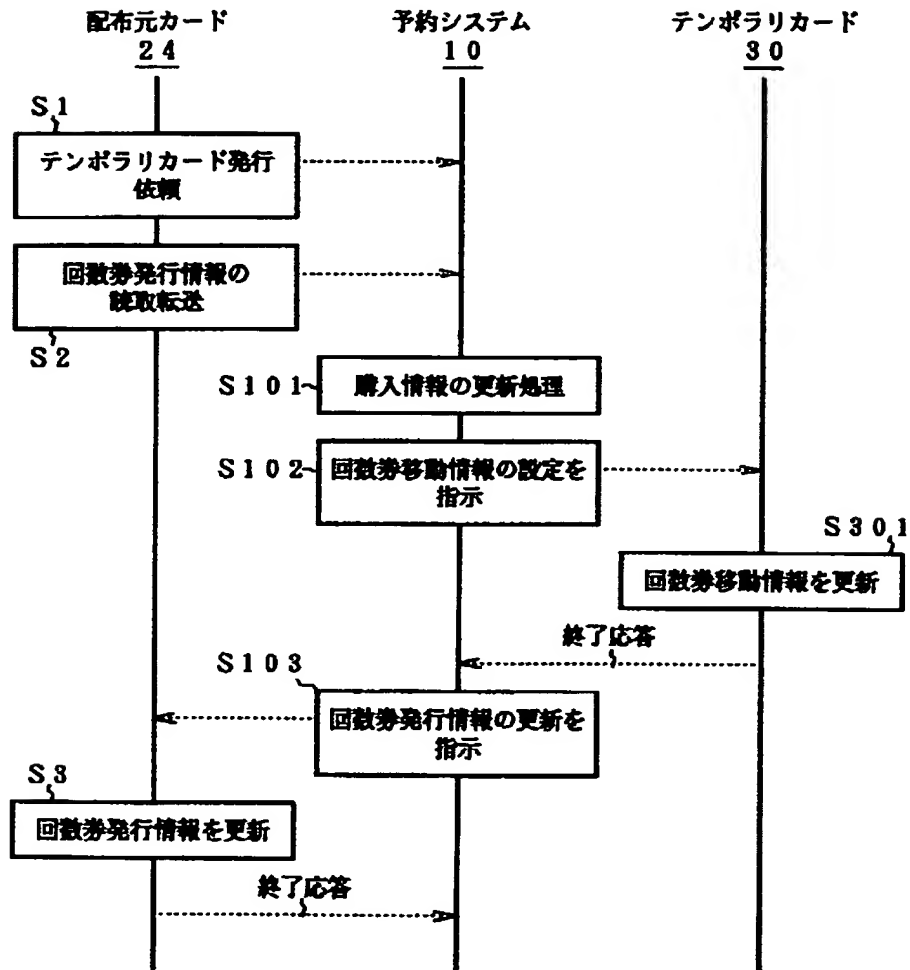 配布元カード
24
予約システム
10
テンポラリカード
30
S1
テンポラリカード発行
依頼
回数券発行情報の
読取転送
S2
S101
購入情報の更新処理
S102
回数券移動情報の設定を
指示
S301
回数券移動情報を更新
終了応答
S103
回数券発行情報の更新を
指示
S3
回数券発行情報を更新
終了応答